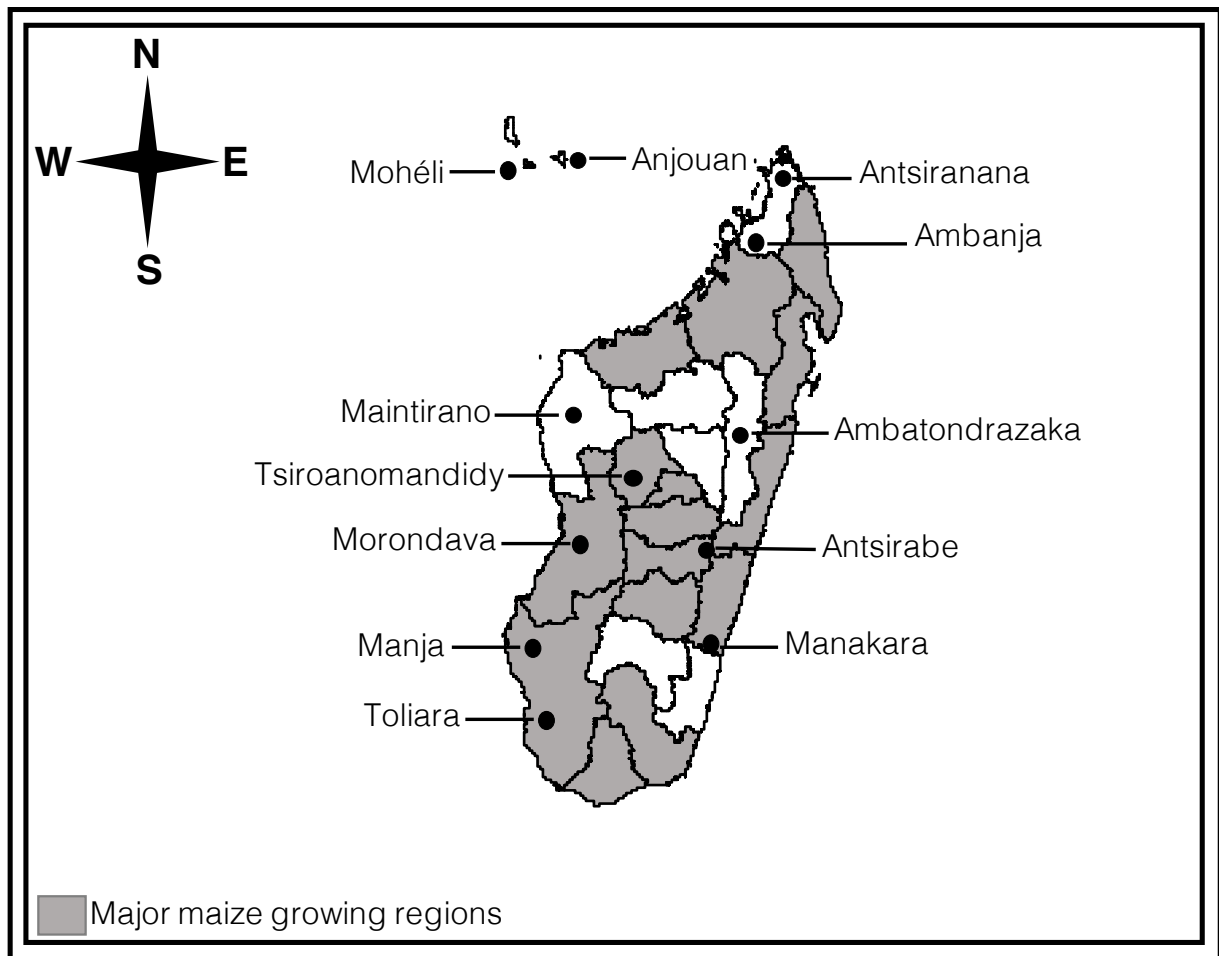 N
W
E
S
Mohéli
Anjouan
Antsiranana
Ambanja
Maintirano
Ambatondrazaka
Tsiroanomandidy
Morondava
Antsirabe
Manja
Manakara
Toliara
Major maize growing regions